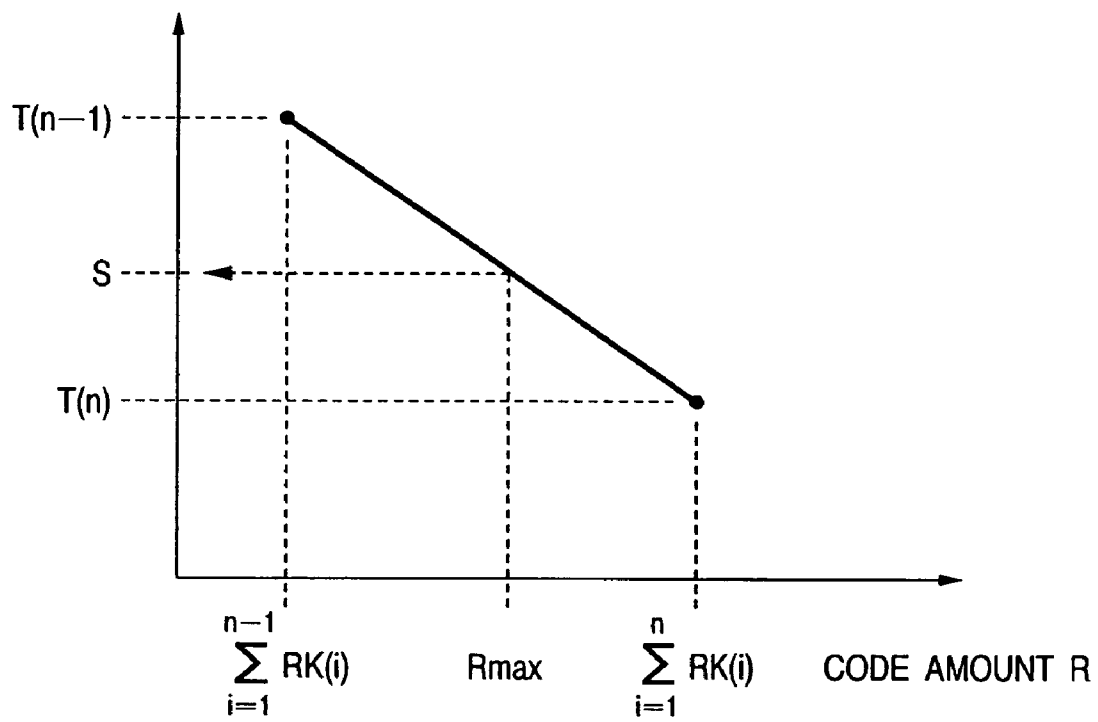 T(n−1)
S
T(n)
n−1
∑ RK(i)
i=1
Rmax
n
∑ RK(i)
i=1
CODE AMOUNT R